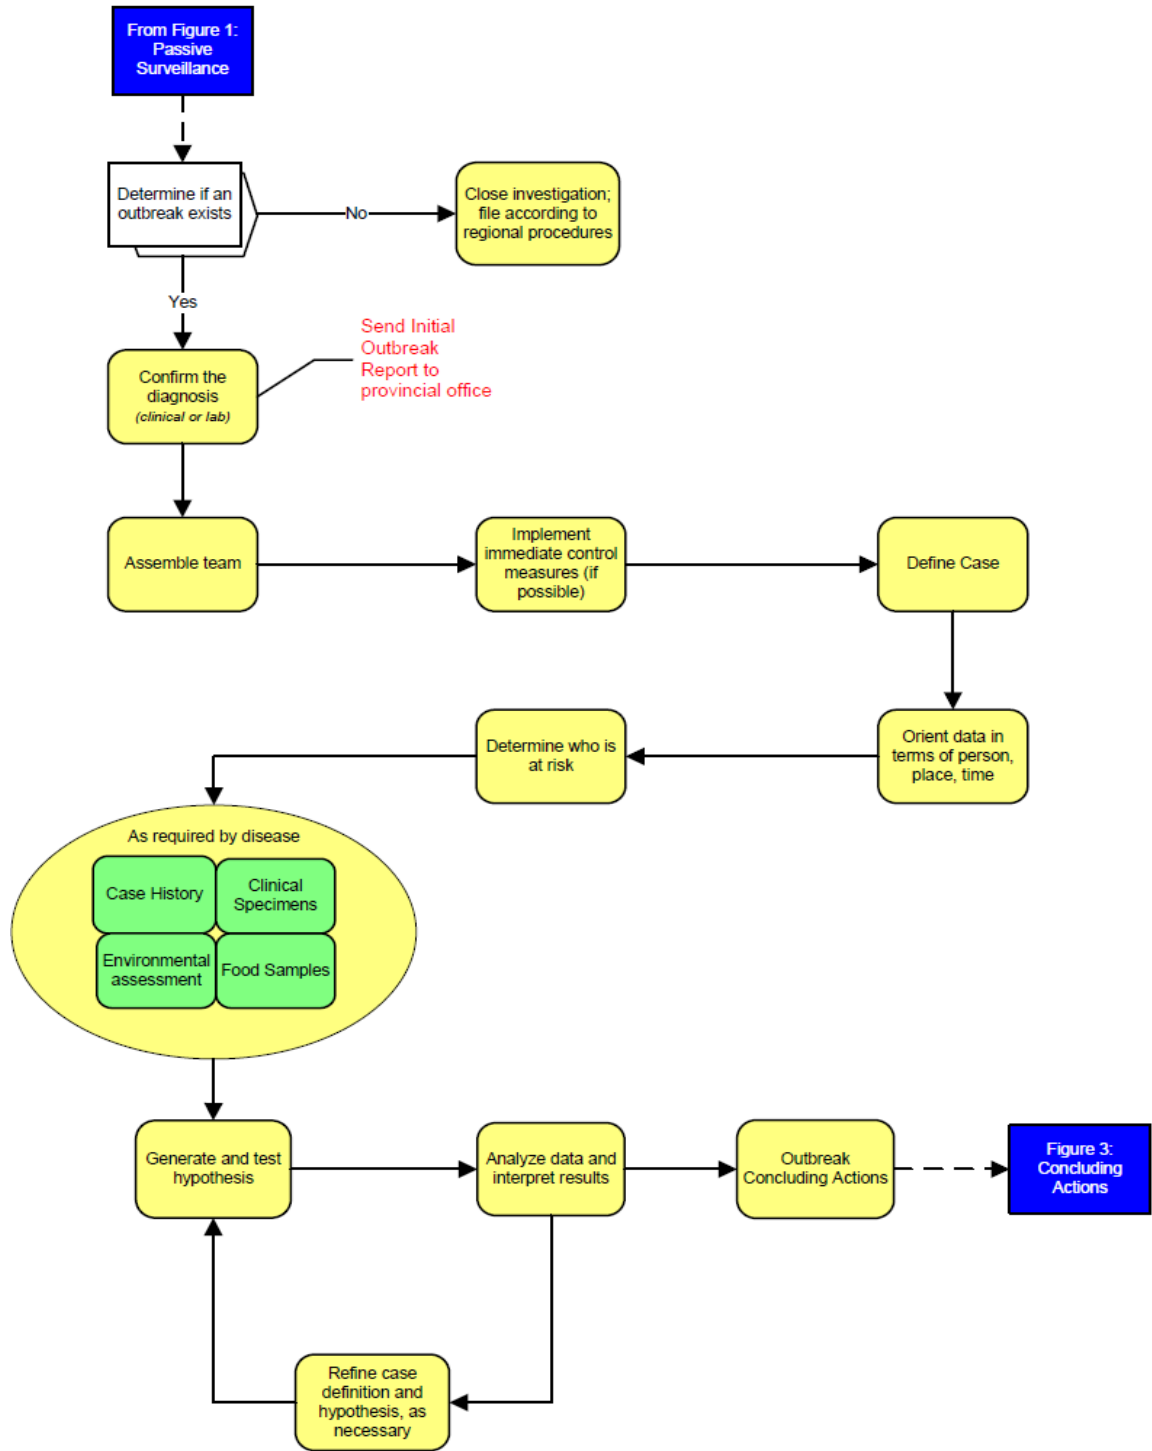 From Figure 1:
Passive
Surveillance
Determine if an
outbreak exists
No
Close investigation;
file according to
regional procedures
Yes
Send Initial
Outbreak
Report to
provincial office
Confirm the
diagnosis
(clinical or lab)
Assemble team
Implement
immediate control
measures (if
possible)
Define Case
Orient data in
terms of person,
place, time
Determine who is
at risk
As required by disease
Case History
Clinical
Specimens
Environmental
assessment
Food Samples
Generate and test
hypothesis
Analyze data and
interpret results
Outbreak
Concluding Actions
Figure 3:
Concluding
Actions
Refine case
definition and
hypothesis, as
necessary